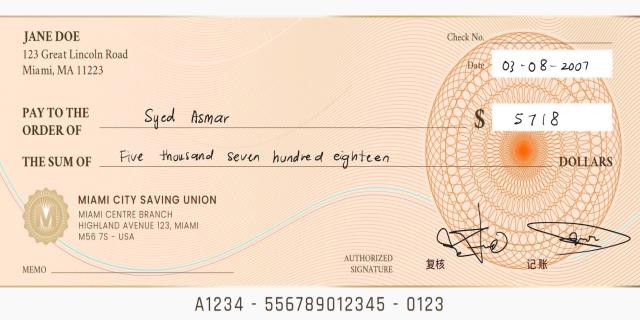 JANE DOE
123 Great Lincoln Road
Miami, MA 11223
Check No.
Date 03-08-2007
PAY TO THE
ORDER OF Syed Asmar
$ 5718
THE SUM OF Five thousand seven hundred eighteen DOLLARS
MIAMI CITY SAVING UNION
MIAMI CENTRE BRANCH
HIGHLAND AVENUE 123, MIAMI
M56 7S - USA
MEMO
AUTHORIZED
SIGNATURE
复核
记账
A1234 - 556789012345 - 0123